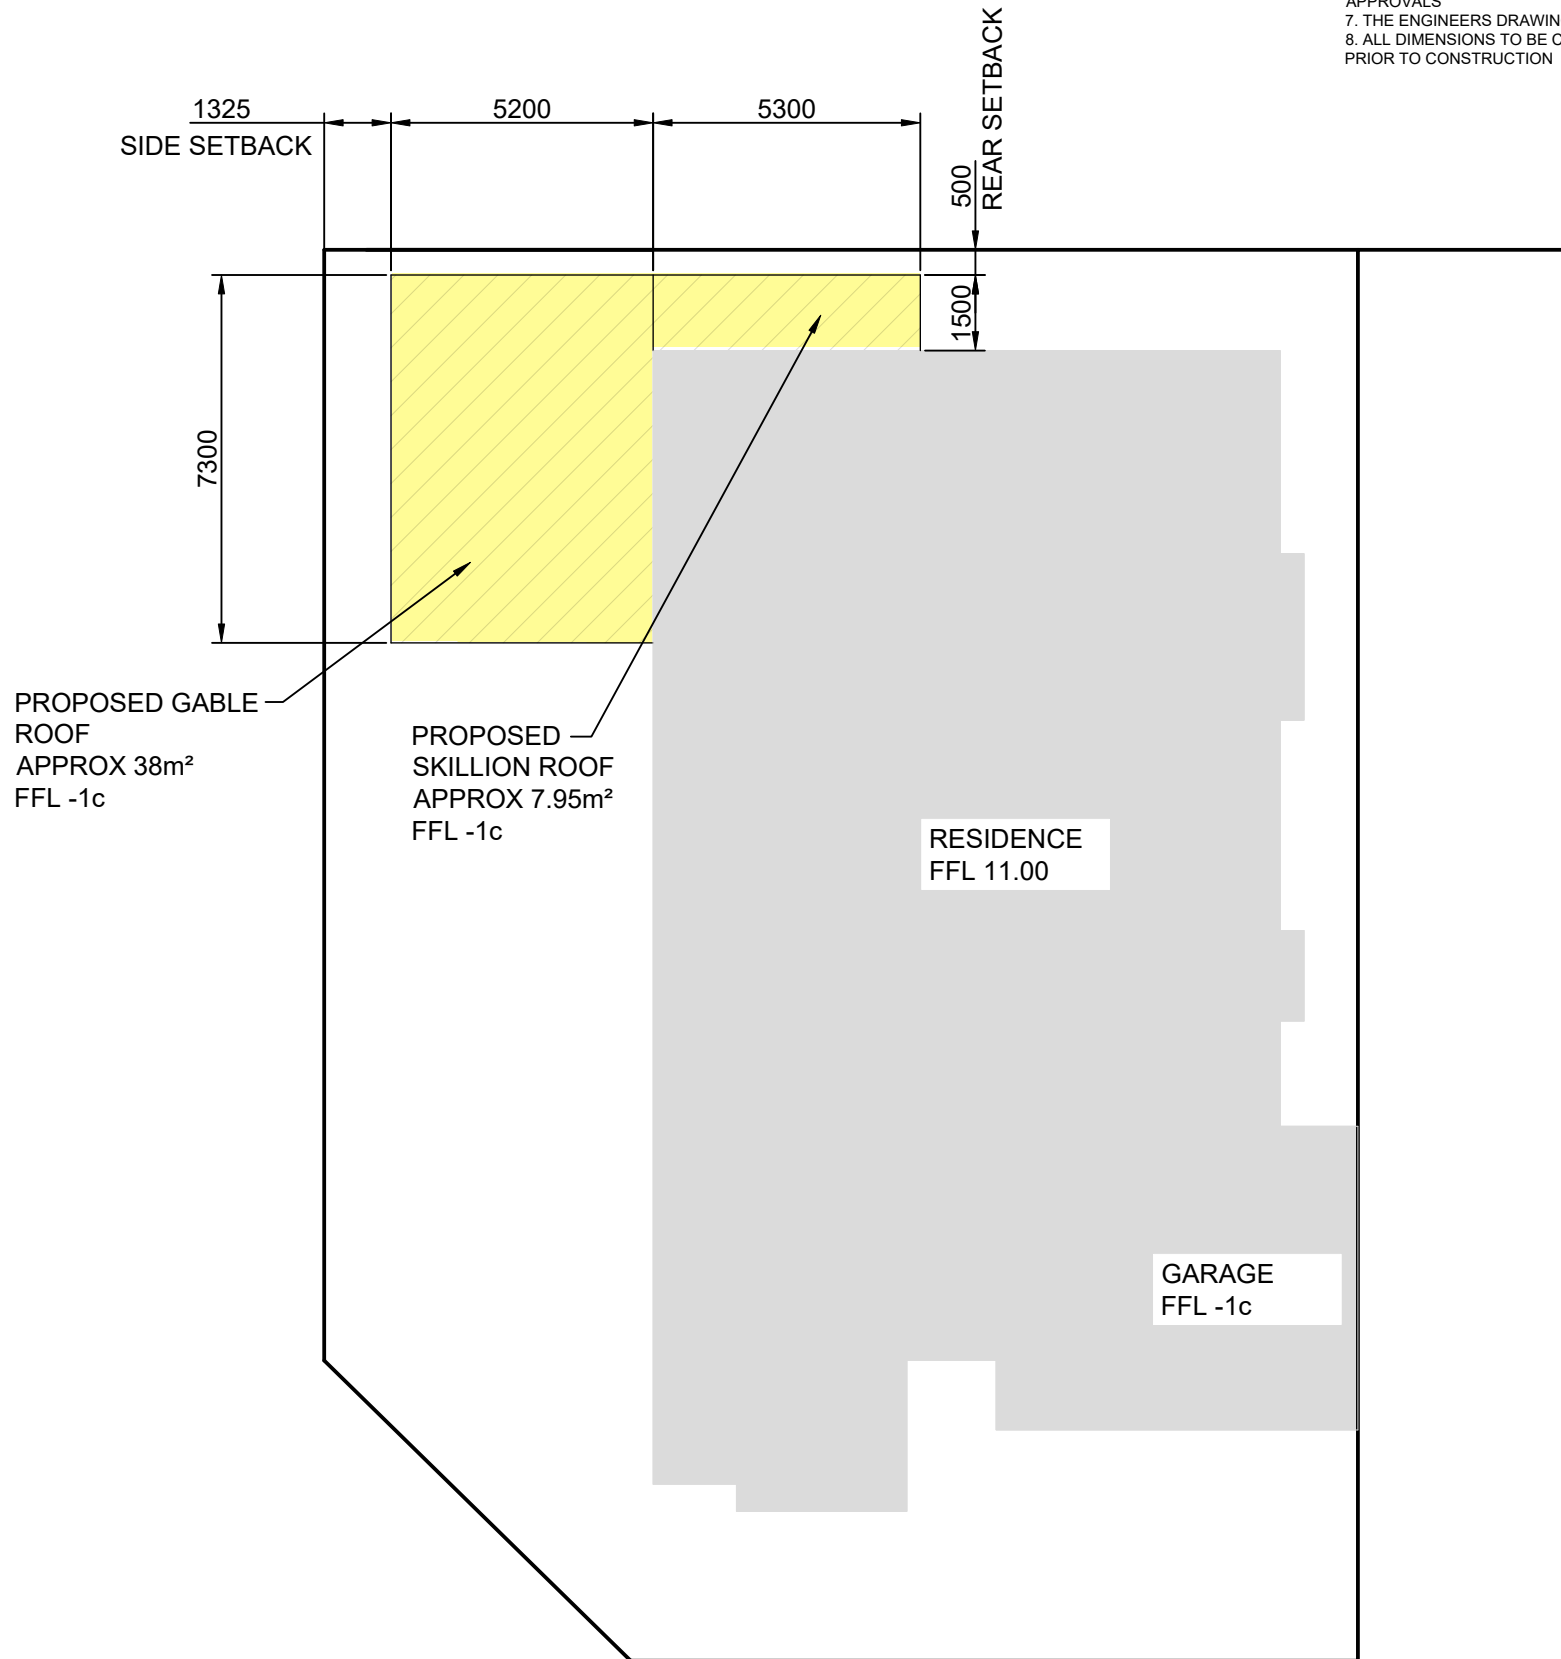 APPROVALS
7. THE ENGINEERS DRAWIN
8. ALL DIMENSIONS TO BE C
PRIOR TO CONSTRUCTION
1325
SIDE SETBACK
5200
5300
500
REAR SETBACK
1500
7300
PROPOSED GABLE
ROOF
APPROX 38m²
FFL -1c
PROPOSED
SKILLION ROOF
APPROX 7.95m²
FFL -1c
RESIDENCE
FFL 11.00
GARAGE
FFL -1c